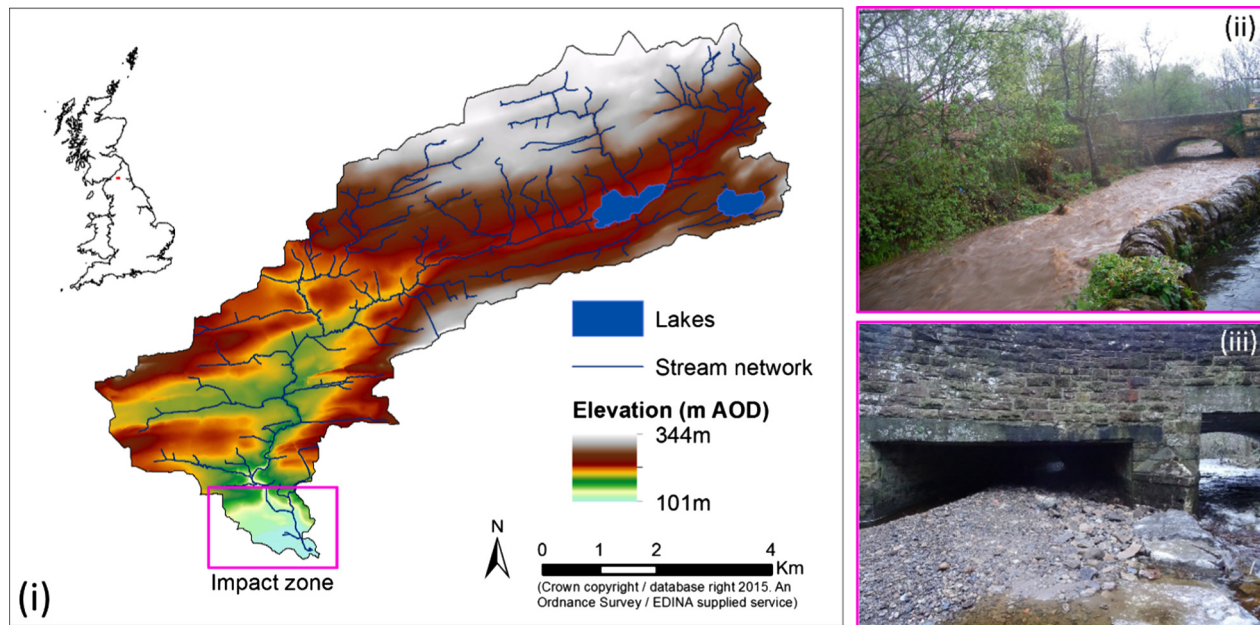 (i)
Lakes
Stream network
Elevation (m AOD)
344m
101m
N
0 1 2 4
Km
(Crown copyright / database right 2015. An
Ordnance Survey / EDINA supplied service)
Impact zone
(ii)
(iii)